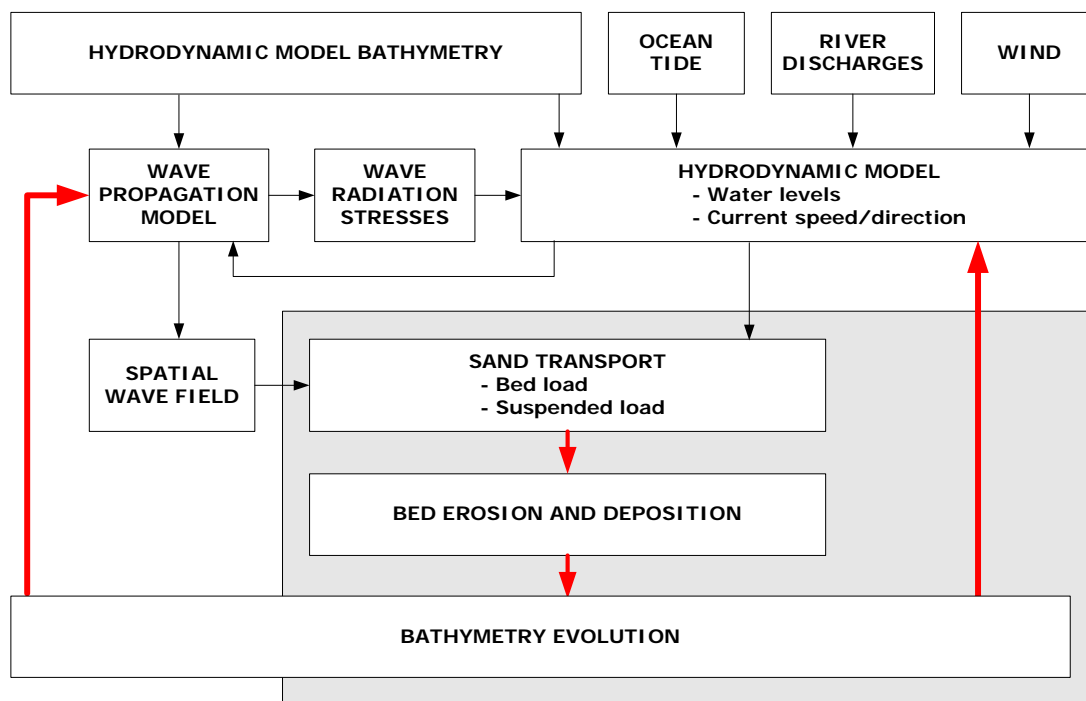 HYDRODYNAMIC MODEL BATHYMETRY
OCEAN
TIDE
RIVER
DISCHARGES
WIND
WAVE
PROPAGATION
MODEL
WAVE
RADIATION
STRESSES
HYDRODYNAMIC MODEL
- Water levels
- Current speed/direction
SPATIAL
WAVE FIELD
SAND TRANSPORT
- Bed load
- Suspended load
BED EROSION AND DEPOSITION
BATHYMETRY EVOLUTION